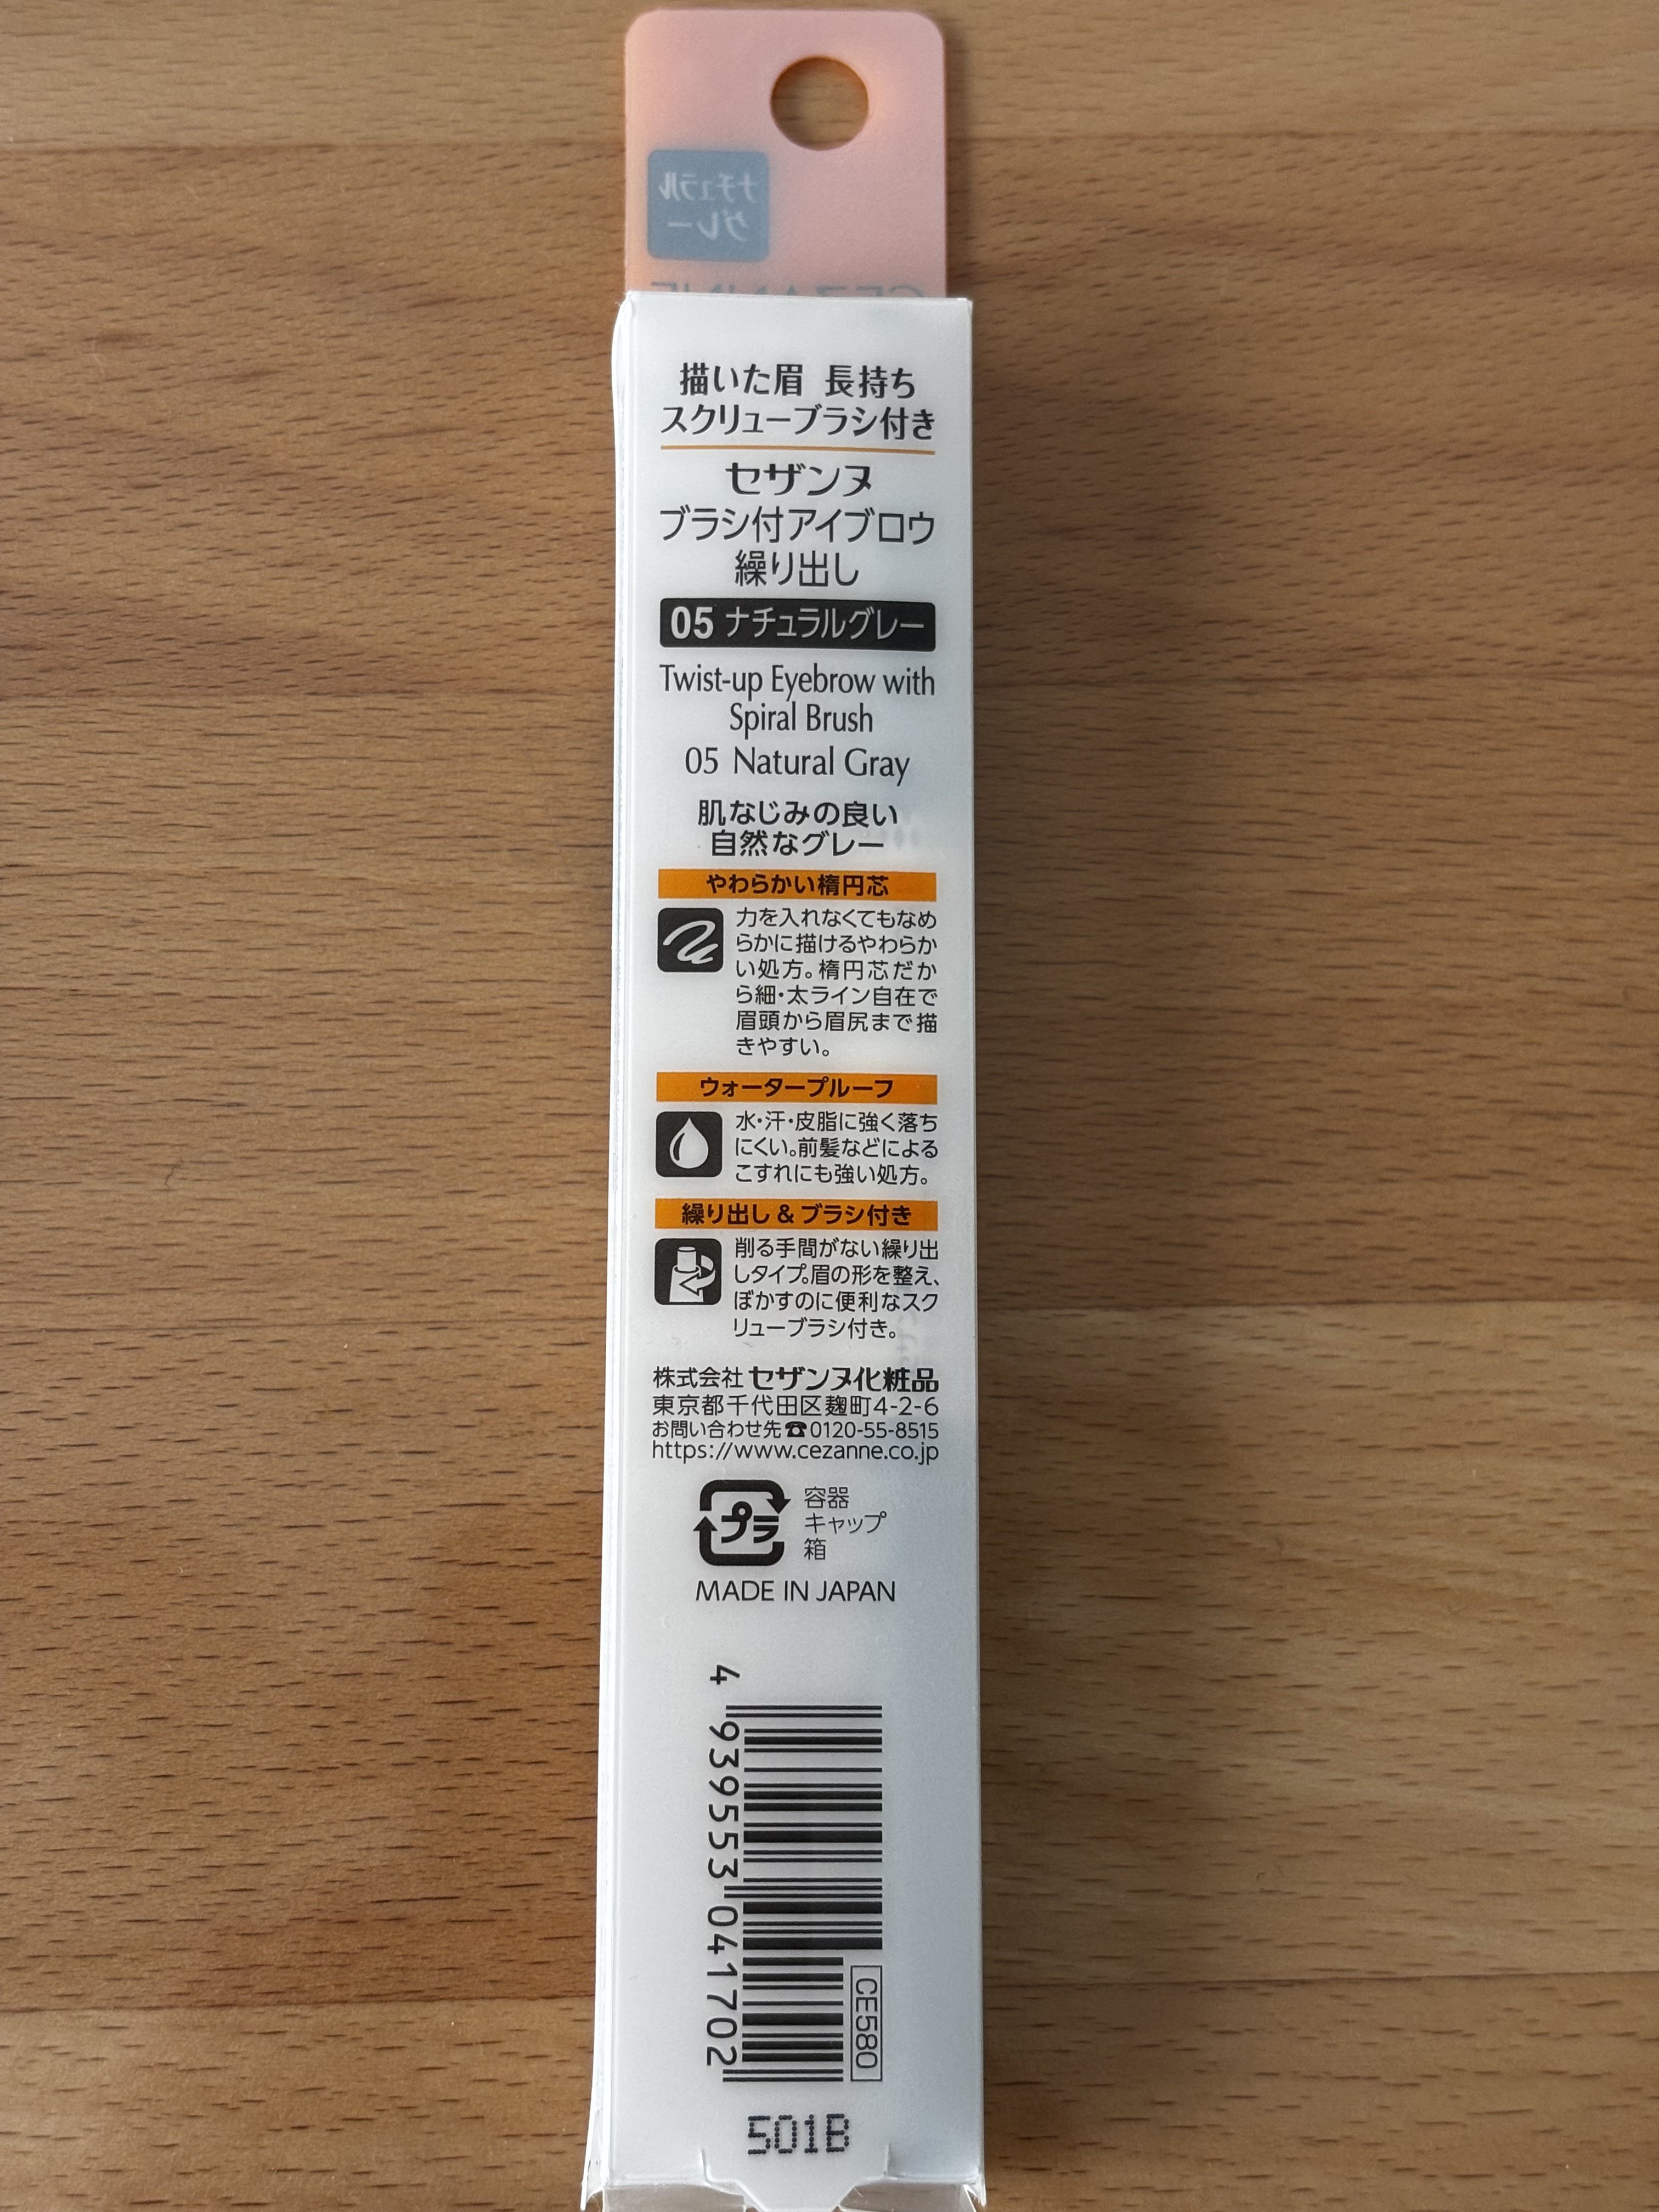 ナチュラル
グレー
CEZANNE
描いた眉 長持ち
スクリューブラシ付き
セザンヌ
ブラシ付アイブロウ
繰り出し
05 ナチュラルグレー
Twist-up Eyebrow with
Spiral Brush
05 Natural Gray
肌なじみの良い
自然なグレー
やわらかい楕円芯
力を入れなくてもなめ
らかに描けるやわらか
い処方。楕円芯だか
ら細・太ライン自在で
眉頭から眉尻まで描
きやすい。
ウォータープルーフ
水・汗・皮脂に強く落ち
にくい。前髪などによる
こすれにも強い処方。
繰り出し & ブラシ付き
削る手間がない繰り出
しタイプ。眉の形を整え、
ぼかすのに便利なスク
リューブラシ付き。
株式会社 セザンヌ化粧品
東京都千代田区麹町4-2-6
お問い合わせ先☎0120-55-8515
https://www.cezanne.co.jp
プラ
容器
キャップ
箱
MADE IN JAPAN
4 939553 041702
CE580
501B